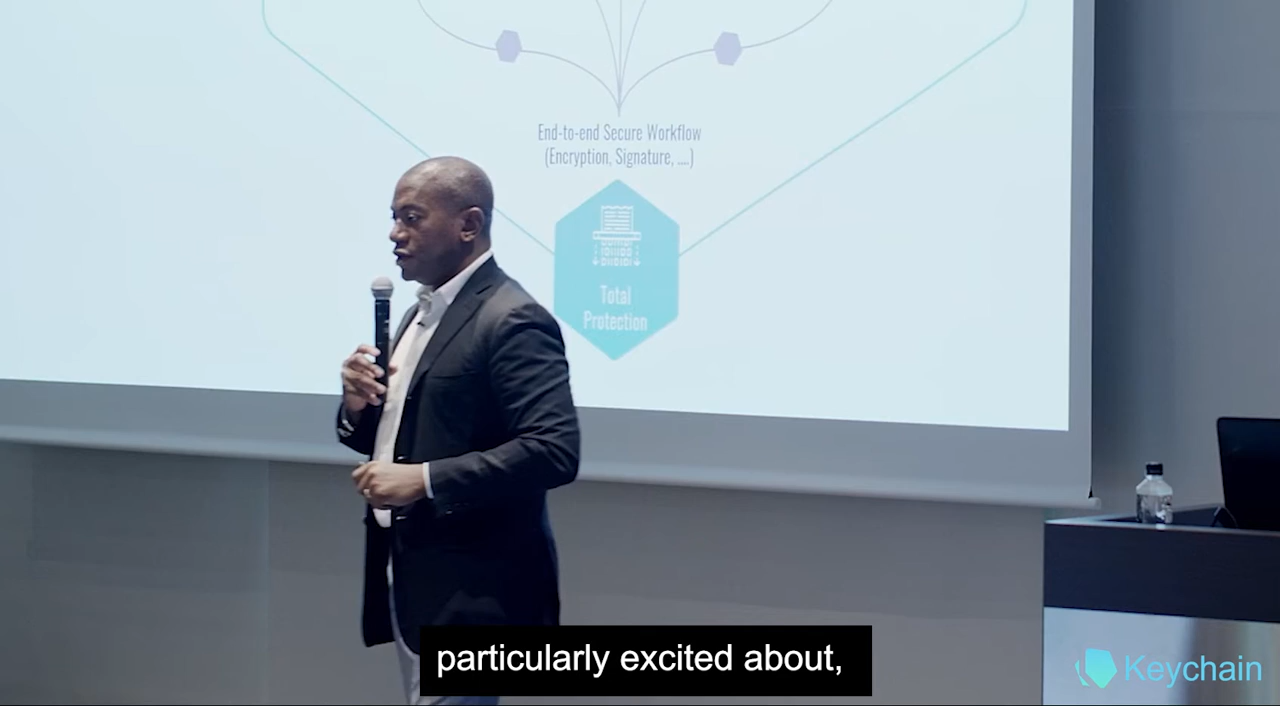 End-to-end Secure Workflow
(Encryption, Signature, ....)
Total
Protection
particularly excited about,
Keychain